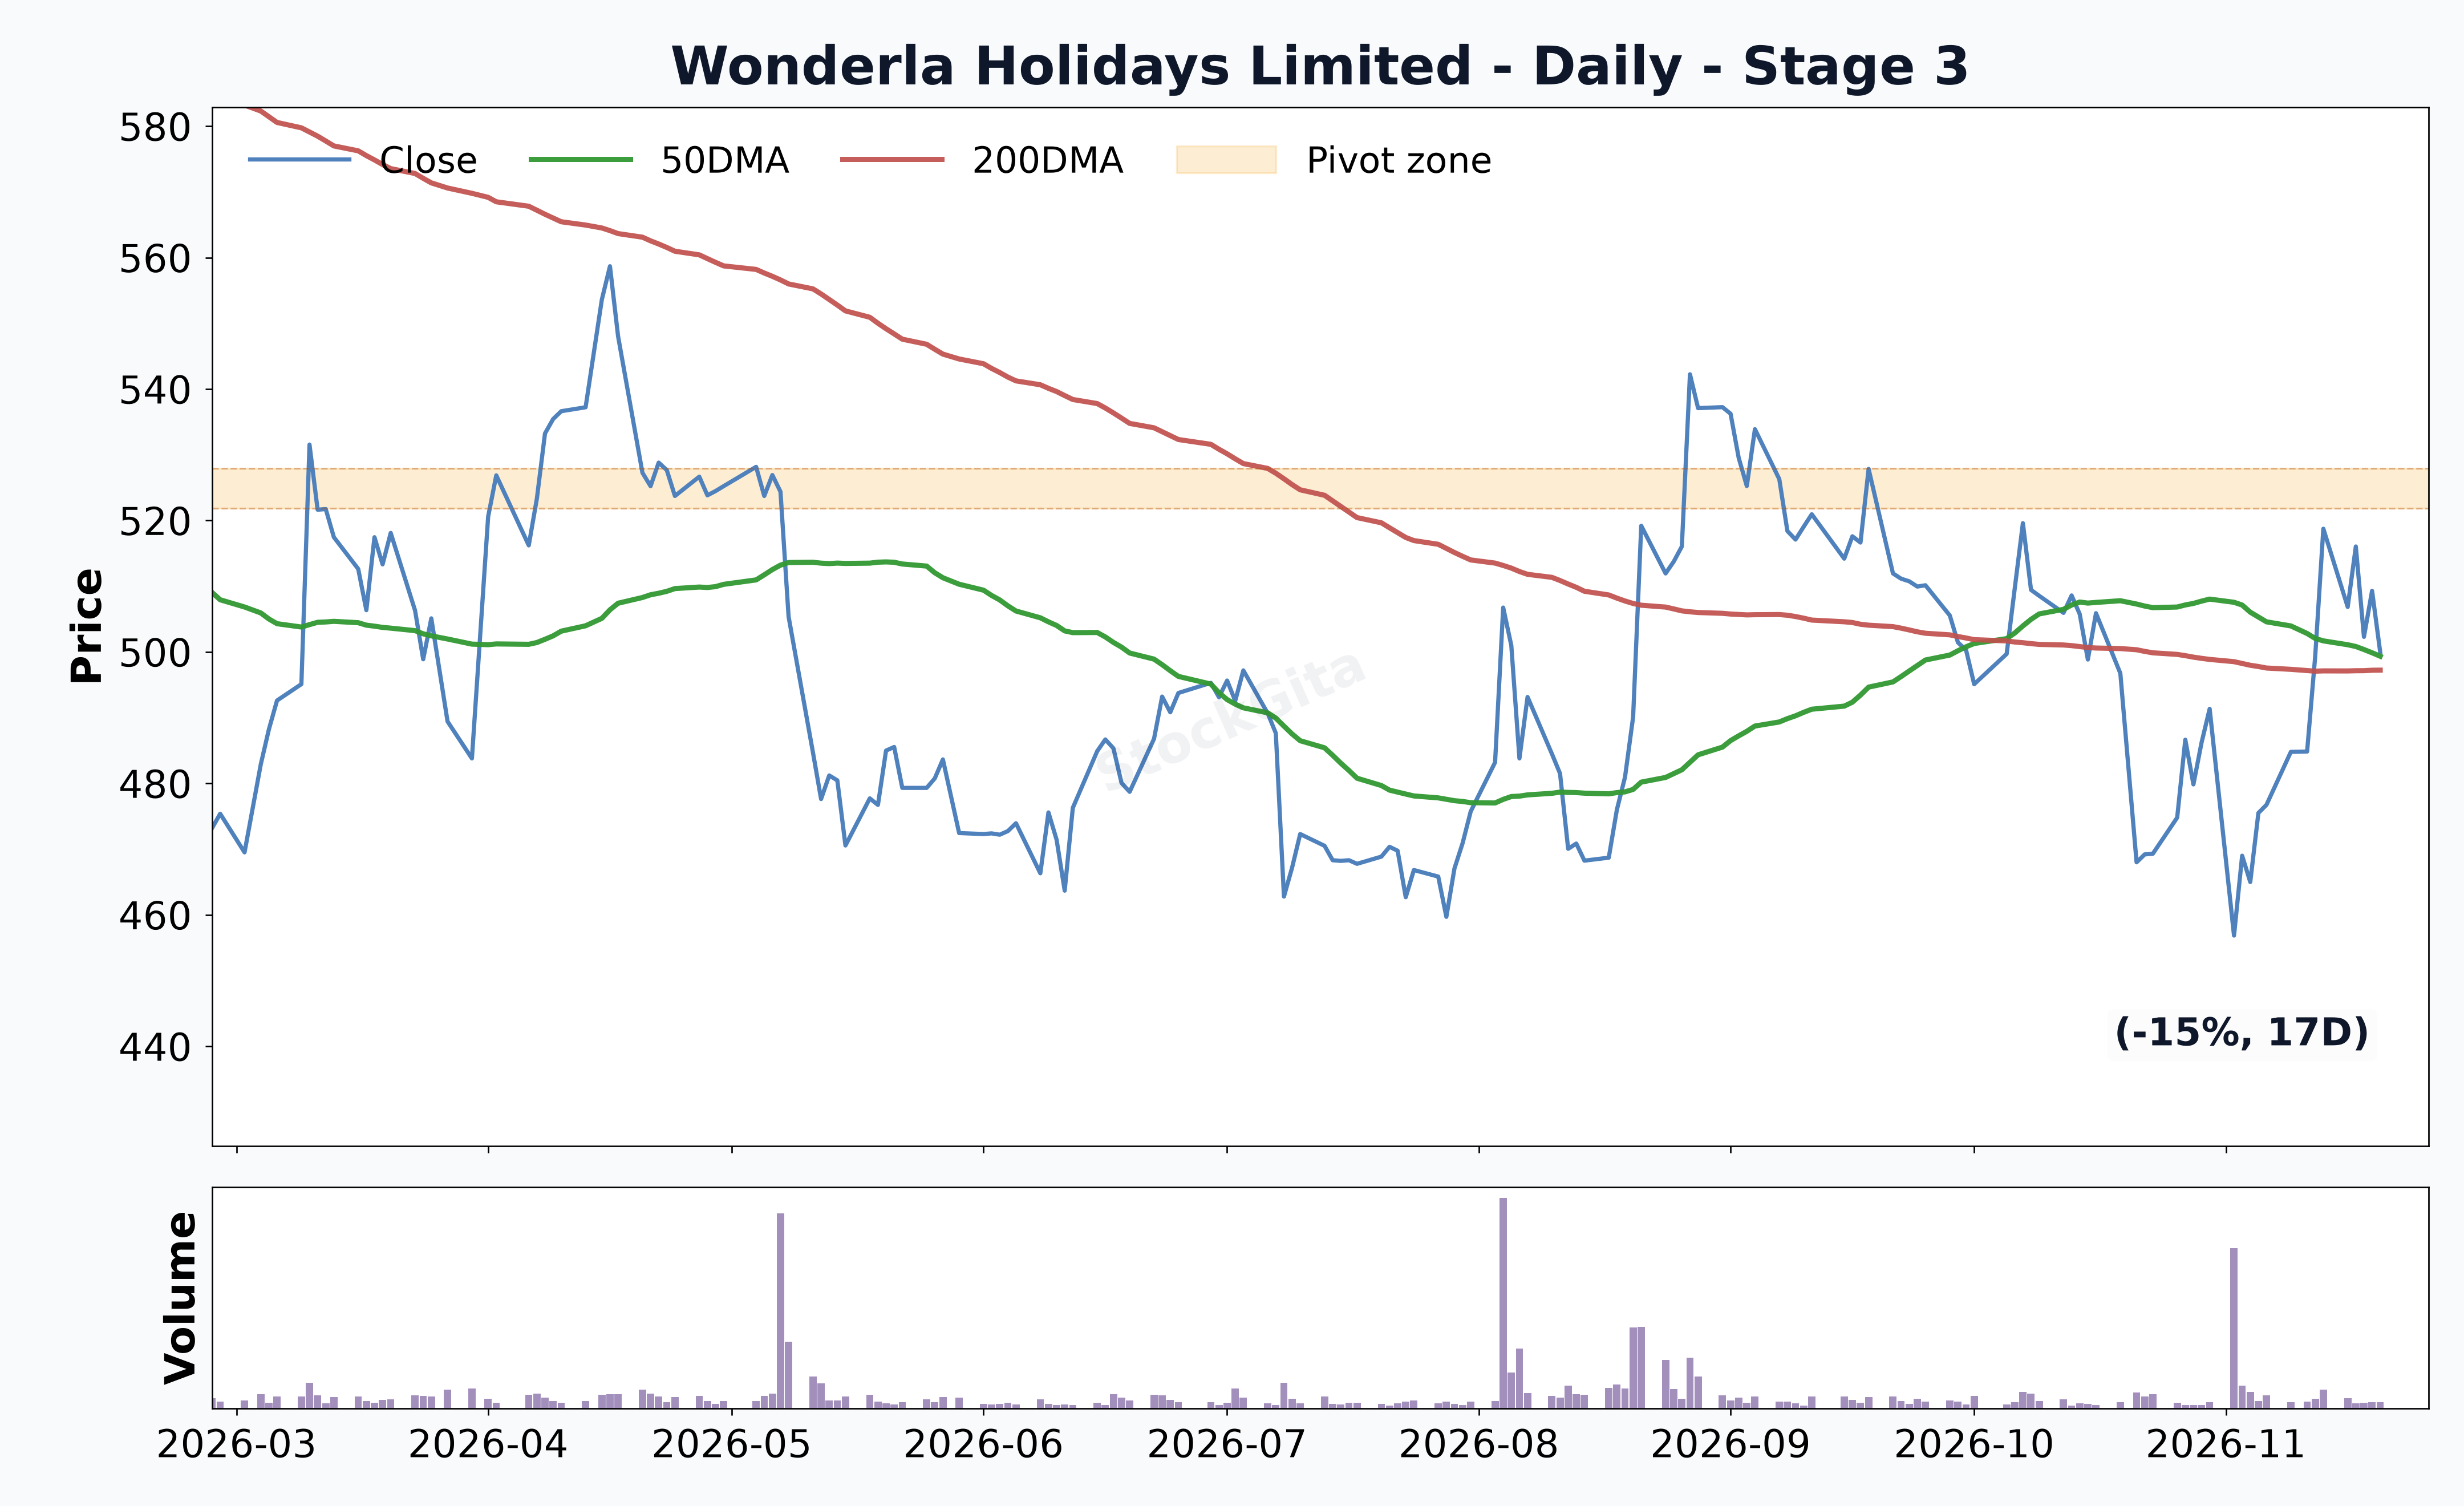 Wonderla Holidays Limited - Daily - Stage 3
Close 50DMA 200DMA Pivot zone
580
560
540
520
500
480
460
440
Price
StockGita
(-15%, 17D)
Volume
2026-03 2026-04 2026-05 2026-06 2026-07 2026-08 2026-09 2026-10 2026-11